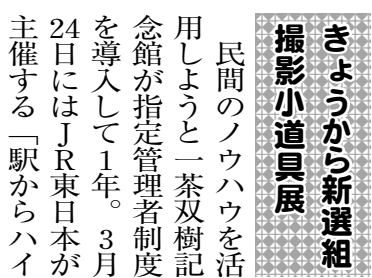 きょうから新選組
撮影小道具展
民間のノウハウを活
用しようと一茶双樹記
念館が指定管理者制度
を導入して1年。3月
24日にはJR東日本が
主催する「駅からハイ